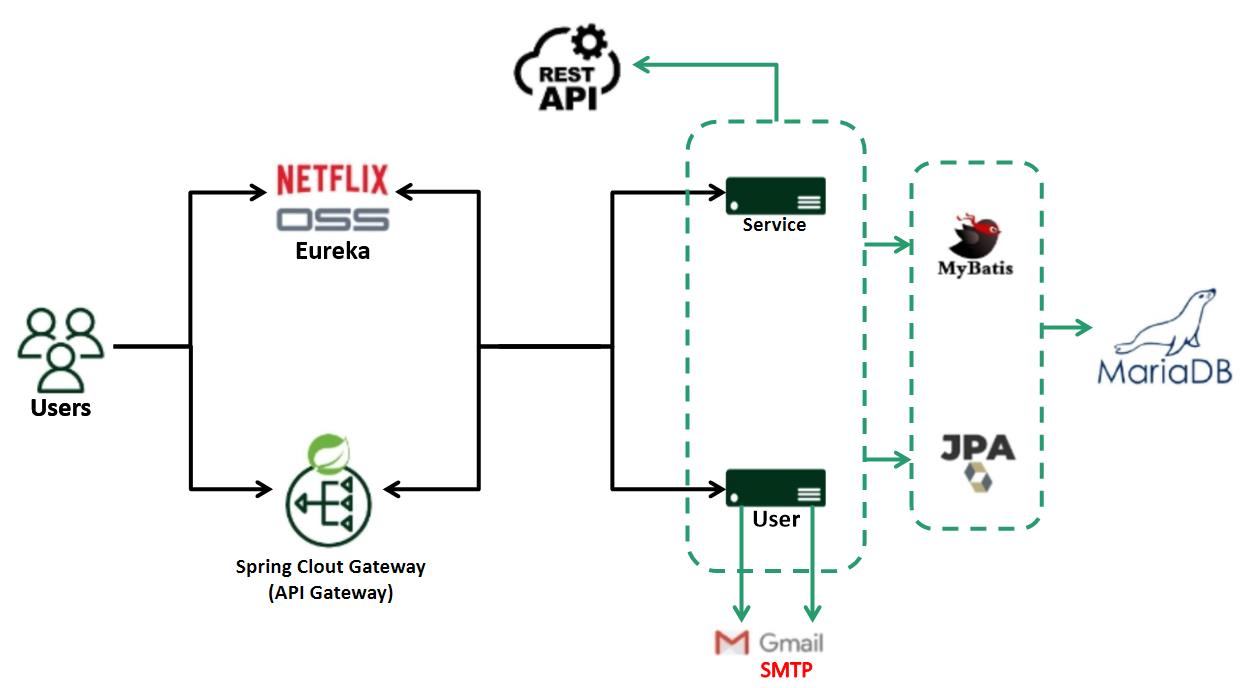 REST
API
NETFLIX
OSS
Eureka
Service
MyBatis
Users
MariaDB
JPA
User
Spring Clout Gateway
(API Gateway)
Gmail
SMTP